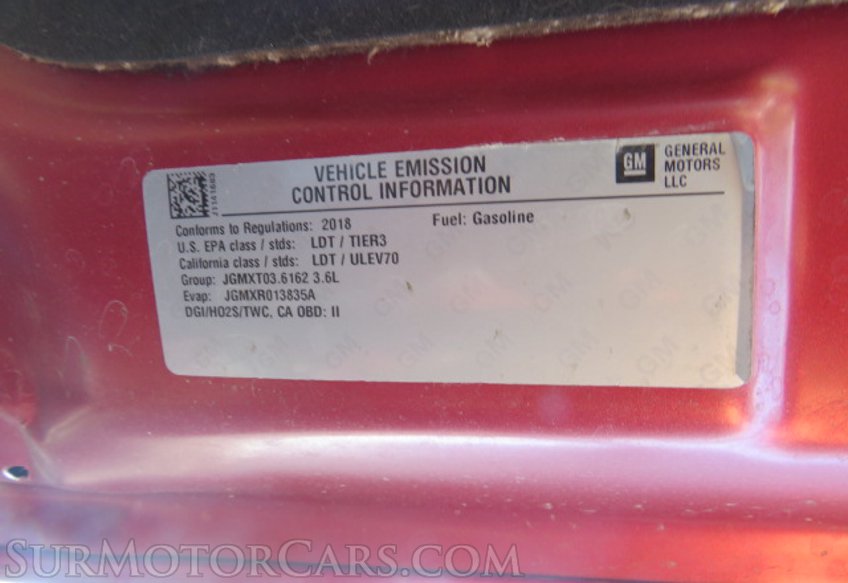 VEHICLE EMISSION
CONTROL INFORMATION
GM
GENERAL
MOTORS
LLC
Conforms to Regulations: 2018
Fuel: Gasoline
U.S. EPA class / stds: LDT / TIER3
California class / stds: LDT / ULEV70
Group: JGMXT03.6162 3.6L
Evap: JGMXR013835A
DGI/HO2S/TWC, CA OBD: II
SURMOTORCARS.COM